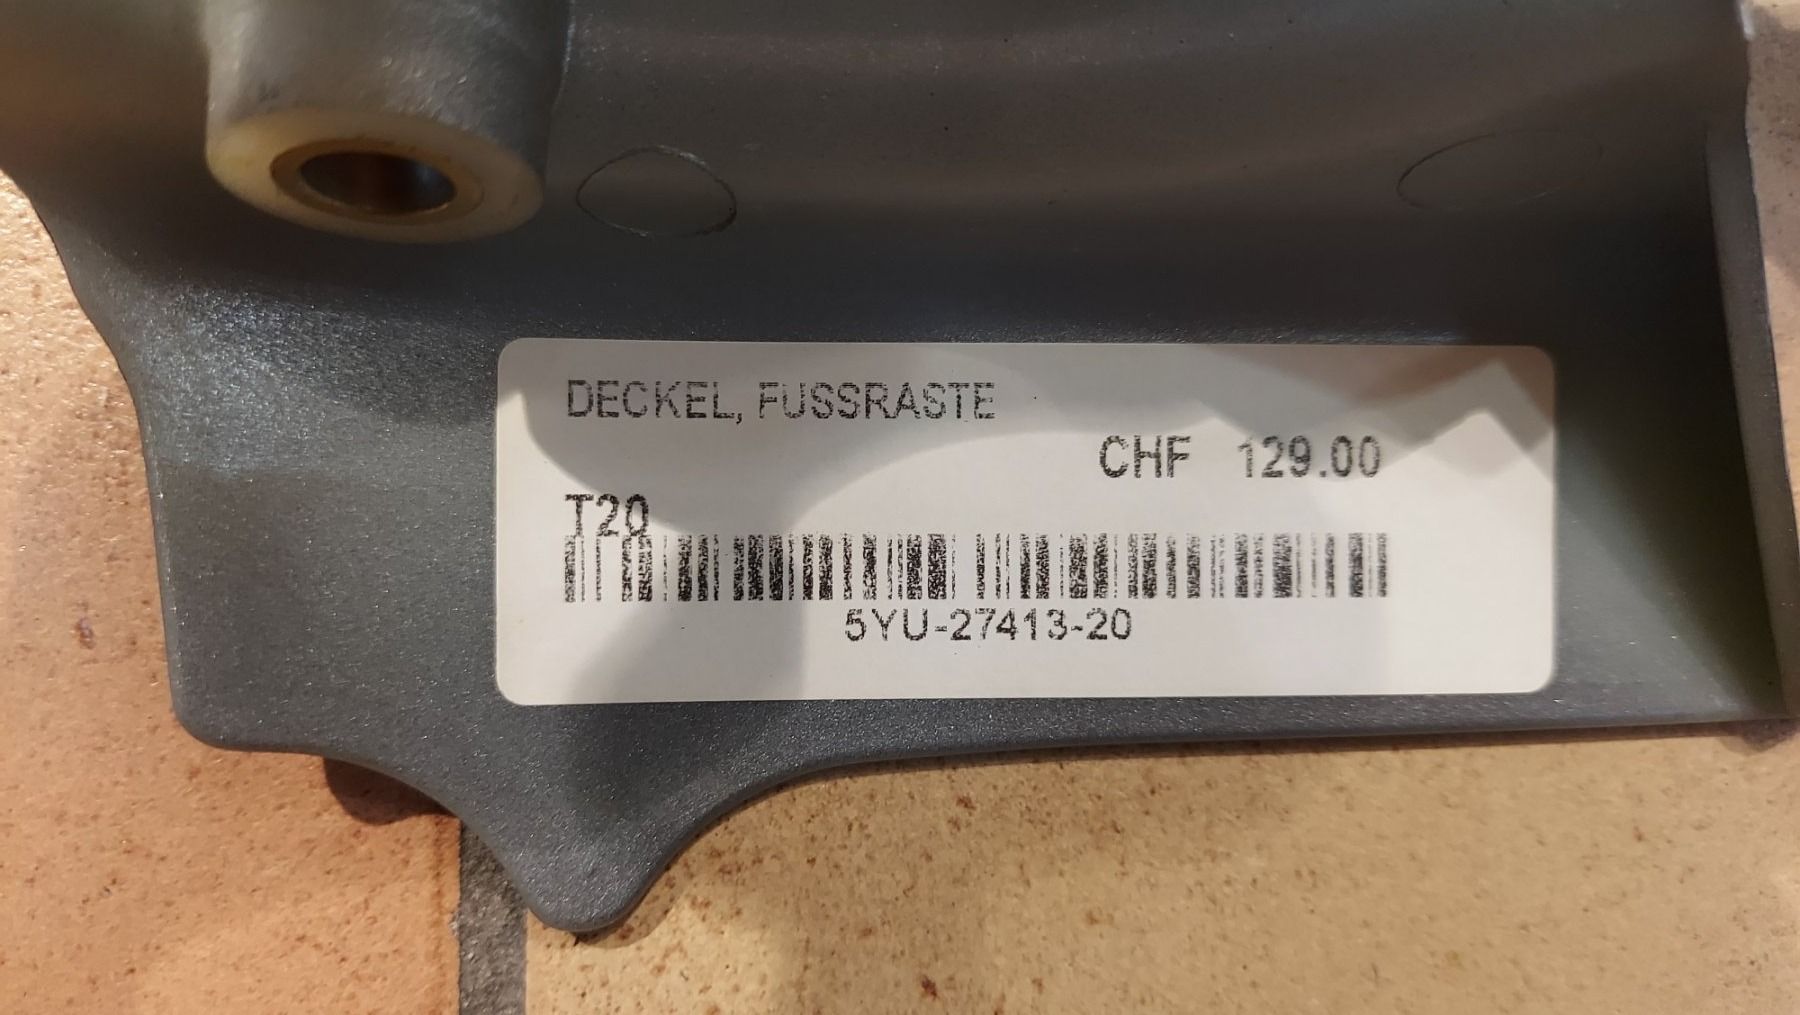 DECKEL, FUSSRASTE
CHF 129.00
T20
5YU-27413-20